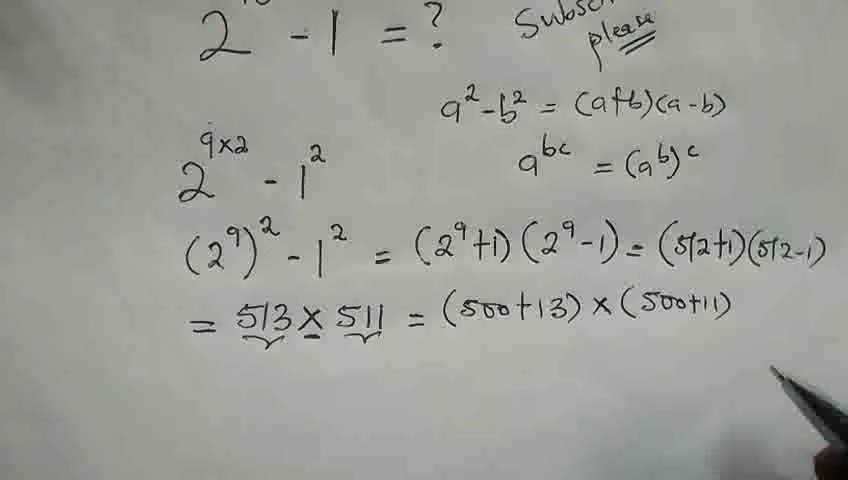 2 - 1 = ?
please
a² - b² = (a+b)(a-b)
2^(9×2) - 1²
a^(bc) = (a^b)^c
(2⁹)² - 1² = (2⁹+1)(2⁹-1) = (512+1)(512-1)
= 513 × 511 = (500+13) × (500+11)